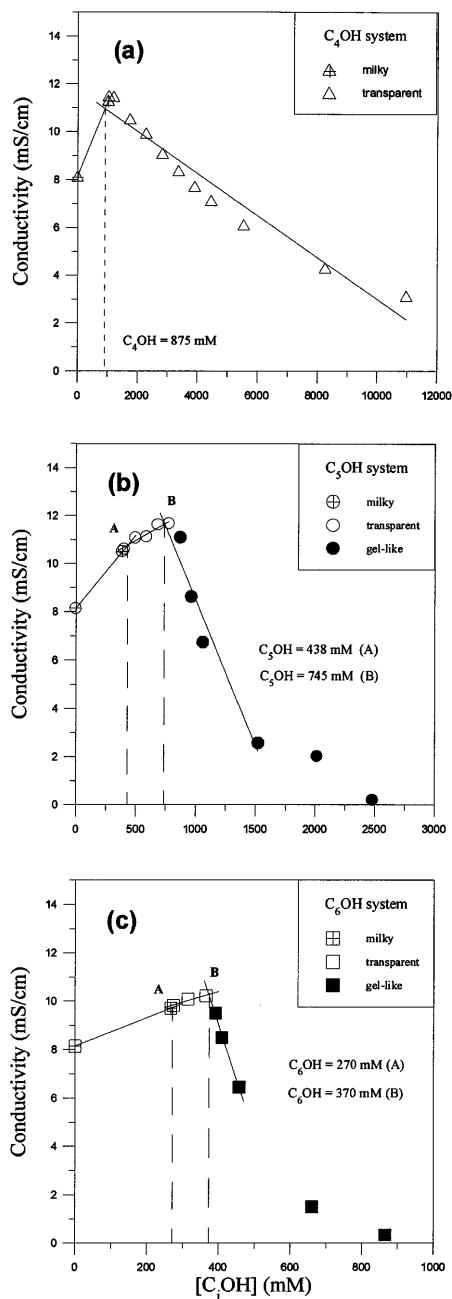 (a)
C₄OH system
milky
transparent
C₄OH = 875 mM
Conductivity (mS/cm)
14
12
10
8
6
4
2
0
0 2000 4000 6000 8000 10000 12000
(b)
C₅OH system
milky
transparent
gel-like
A
B
C₅OH = 438 mM (A)
C₅OH = 745 mM (B)
Conductivity (mS/cm)
14
12
10
8
6
4
2
0
0 500 1000 1500 2000 2500 3000
(c)
C₆OH system
milky
transparent
gel-like
A
B
C₆OH = 270 mM (A)
C₆OH = 370 mM (B)
Conductivity (mS/cm)
14
12
10
8
6
4
2
0
0 200 400 600 800 1000
[CᵢOH] (mM)